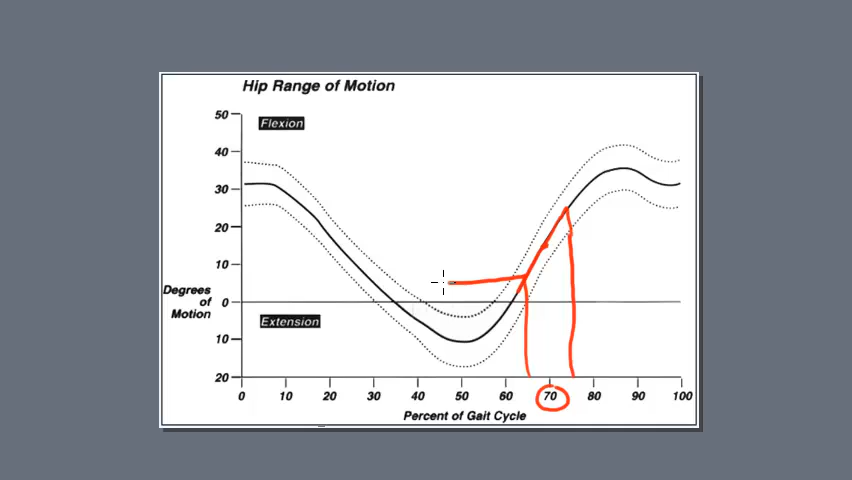 Hip Range of Motion
50
Flexion
40
30
20
10
Degrees
of
Motion
0
Extension
10
20
0 10 20 30 40 50 60 70 80 90 100
Percent of Gait Cycle